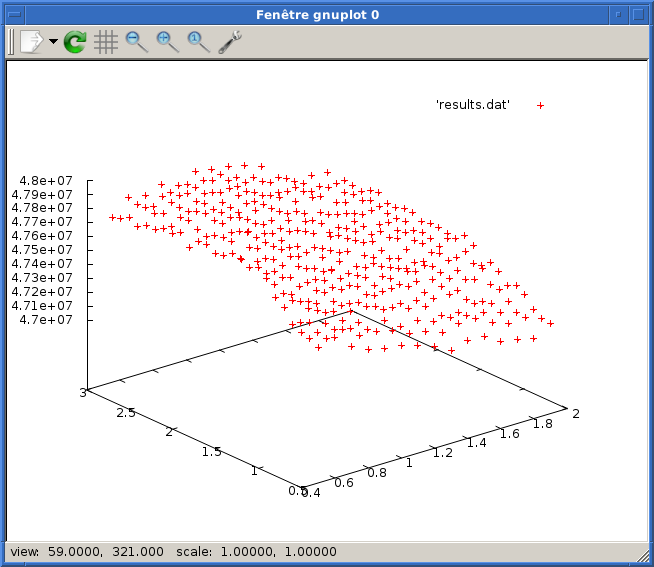 Fenêtre gnuplot 0
'results.dat'
4.8e+07
4.79e+07
4.78e+07
4.77e+07
4.76e+07
4.75e+07
4.74e+07
4.73e+07
4.72e+07
4.71e+07
4.7e+07
3
2.5
2
1.5
1
0.5
0.4
0.6
0.8
1
1.2
1.4
1.6
1.8
2
view: 59.0000, 321.000 scale: 1.00000, 1.00000